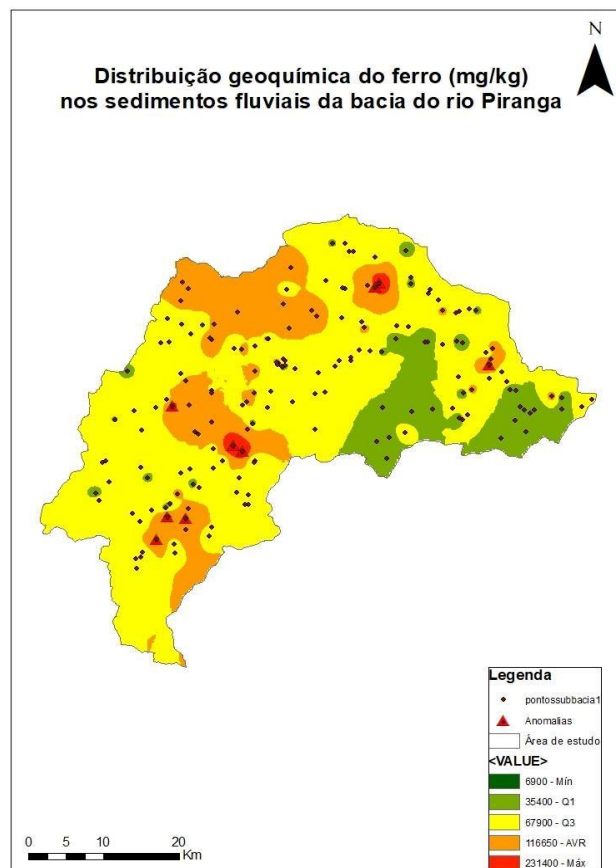 N
Distribuição geoquímica do ferro (mg/kg)
nos sedimentos fluviais da bacia do rio Piranga
Legenda
pontossubbacia1
Anomalias
Área de estudo
<VALUE>
6900 - Mín
35400 - Q1
67900 - Q3
116650 - AVR
231400 - Máx
0 5 10 20
Km